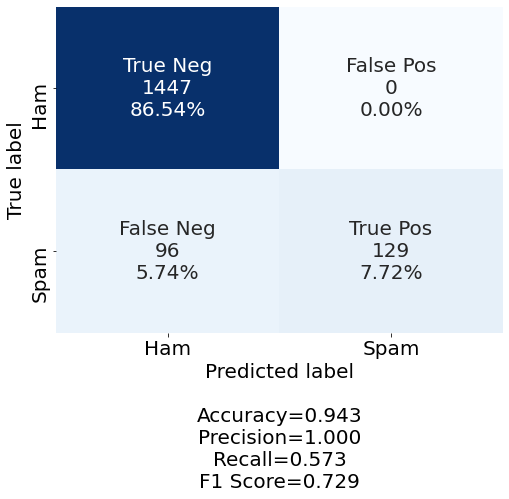 True label
Ham
Spam
True Neg
1447
86.54%
False Pos
0
0.00%
False Neg
96
5.74%
True Pos
129
7.72%
Ham
Spam
Predicted label
Accuracy=0.943
Precision=1.000
Recall=0.573
F1 Score=0.729